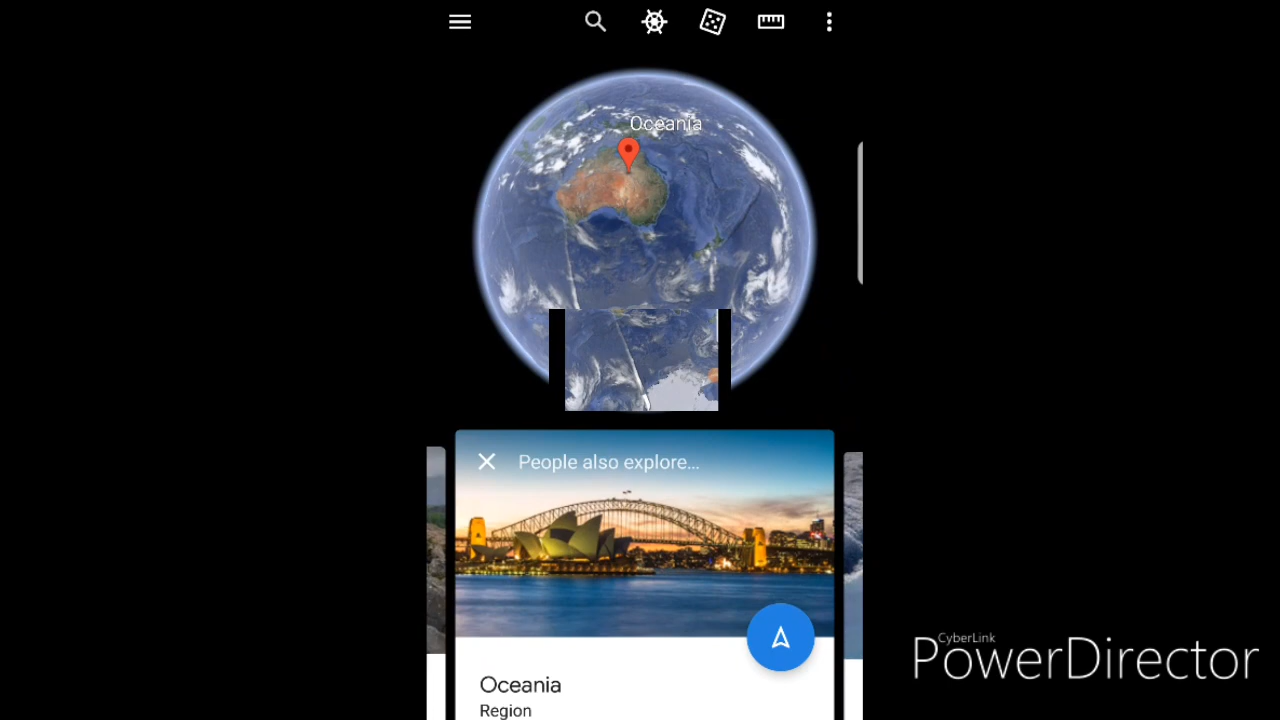 Oceania
People also explore...
Oceania
Region
CyberLink
PowerDirector